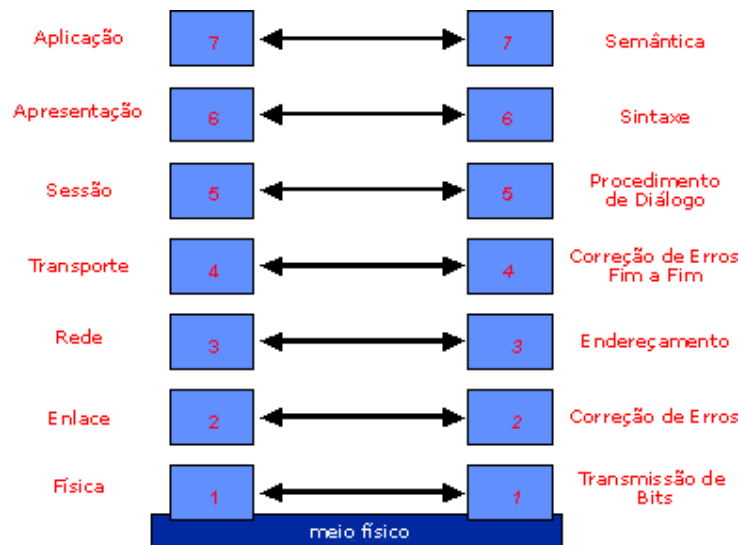 Aplicação 7 7 Semântica
Apresentação 6 6 Sintaxe
Sessão 5 5 Procedimento
de Diálogo
Transporte 4 4 Correção de Erros
Fim a Fim
Rede 3 3 Endereçamento
Enlace 2 2 Correção de Erros
Física 1 1 Transmissão de
Bits
meio físico